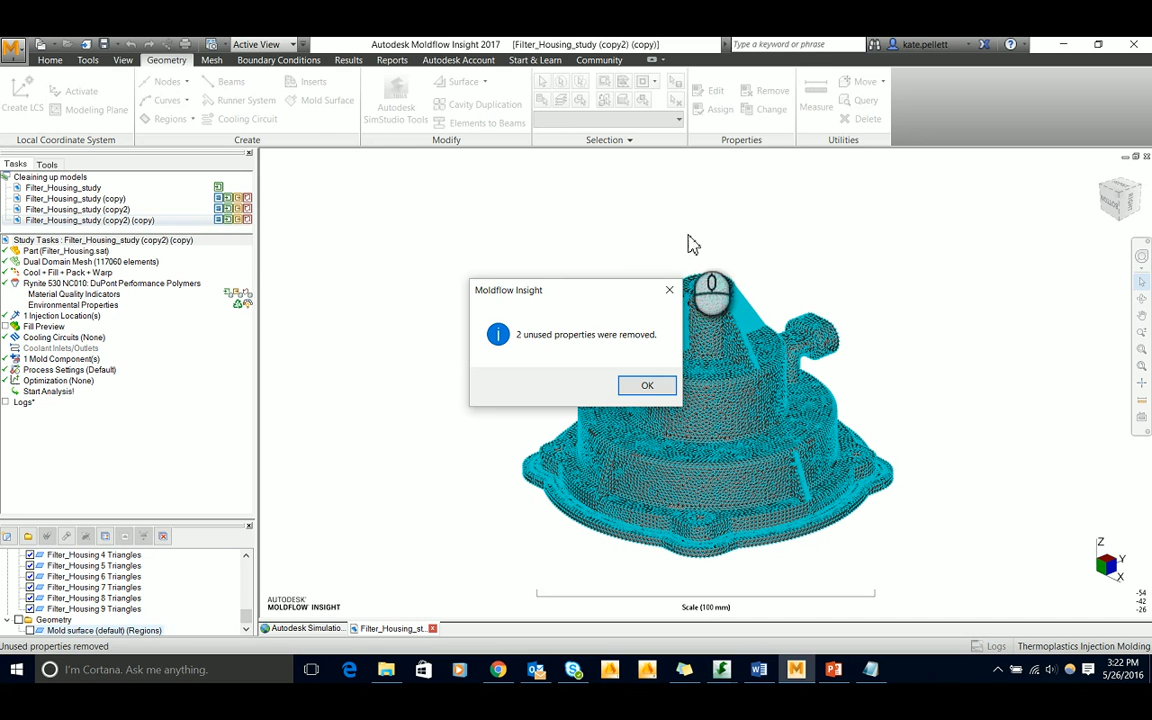 Active View
Autodesk Moldflow Insight 2017 [Filter_Housing_study (copy2) (copy)]
Type a keyword or phrase
kate.pellett
Home Tools View Geometry Mesh Boundary Conditions Results Reports Autodesk Account Start & Learn Community
Create LCS
Activate
Modeling Plane
Local Coordinate System
Nodes
Curves
Regions
Beams
Runner System
Cooling Circuit
Inserts
Mold Surface
Create
Autodesk
SimStudio Tools
Surface
Cavity Duplication
Elements to Beams
Modify
Selection
Edit
Assign
Remove
Change
Properties
Measure
Move
Query
Delete
Utilities
Tasks Tools
Cleaining up models
Filter_Housing_study
Filter_Housing_study (copy)
Filter_Housing_study (copy2)
Filter_Housing_study (copy2) (copy)
Study Tasks : Filter_Housing_study (copy2) (copy)
Part (Filter_Housing.sat)
Dual Domain Mesh (117060 elements)
Cool + Fill + Pack + Warp
Rynite 530 NC010: DuPont Performance Polymers
Material Quality Indicators
Environmental Properties
1 Injection Location(s)
Fill Preview
Cooling Circuits (None)
Coolant Inlets/Outlets
1 Mold Component(s)
Process Settings (Default)
Optimization (None)
Start Analysis!
Logs*
Moldflow Insight
2 unused properties were removed.
OK
Filter_Housing 4 Triangles
Filter_Housing 5 Triangles
Filter_Housing 6 Triangles
Filter_Housing 7 Triangles
Filter_Housing 8 Triangles
Filter_Housing 9 Triangles
Geometry
Mold surface (default) (Regions)
AUTODESK
MOLDFLOW INSIGHT
Scale (100 mm)
Z
Y
X
-54
-42
-26
Autodesk Simulatio...
Filter_Housing_st...
Unused properties removed
Logs
Thermoplastics Injection Molding
I'm Cortana. Ask me anything.
3:22 PM
5/26/2016